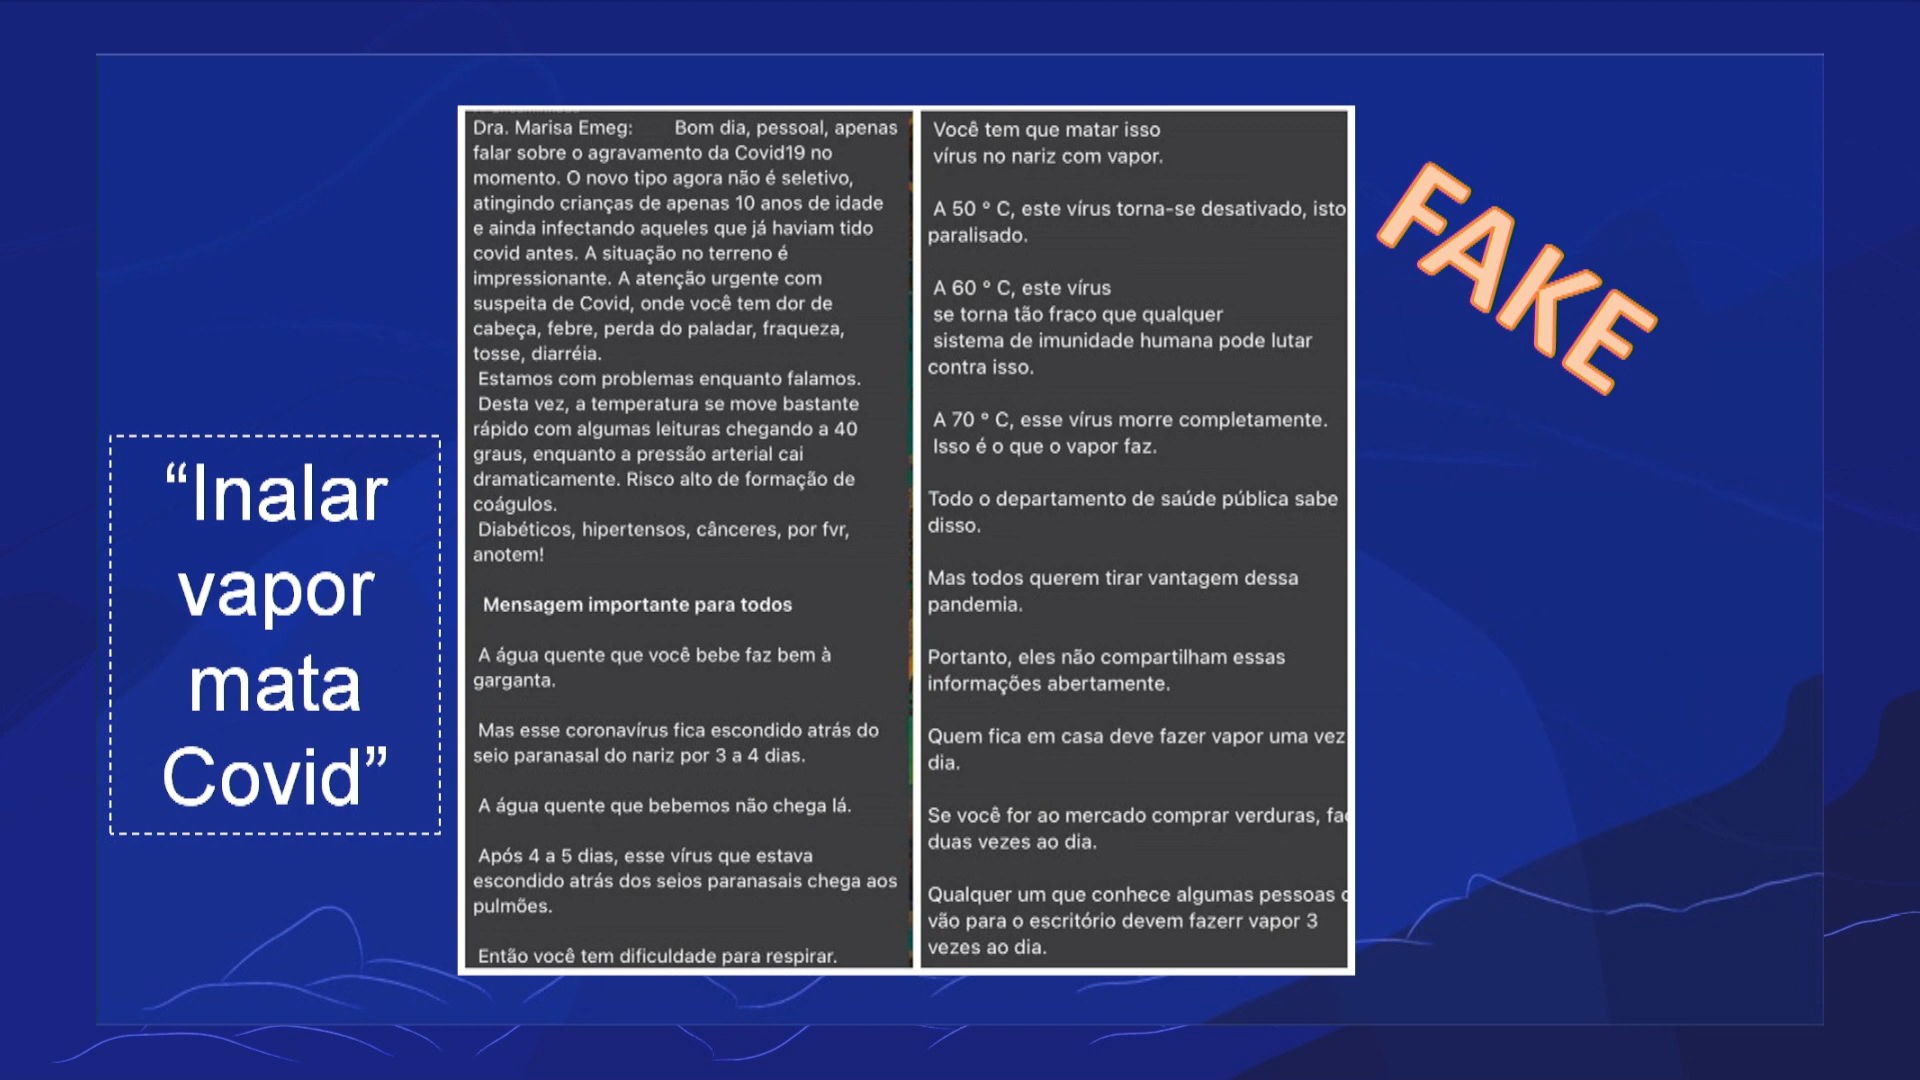 “Inalar
vapor
mata
Covid”
Dra. Marisa Emeg: Bom dia, pessoal, apenas
falar sobre o agravamento da Covid19 no
momento. O novo tipo agora não é seletivo,
atingindo crianças de apenas 10 anos de idade
e ainda infectando aqueles que já haviam tido
covid antes. A situação no terreno é
impressionante. A atenção urgente com
suspeita de Covid, onde você tem dor de
cabeça, febre, perda do paladar, fraqueza,
tosse, diarréia.
Estamos com problemas enquanto falamos.
Desta vez, a temperatura se move bastante
rápido com algumas leituras chegando a 40
graus, enquanto a pressão arterial cai
dramaticamente. Risco alto de formação de
coágulos.
Diabéticos, hipertensos, cânceres, por fvr,
anotem!
Mensagem importante para todos
A água quente que você bebe faz bem à
garganta.
Mas esse coronavírus fica escondido atrás do
seio paranasal do nariz por 3 a 4 dias.
A água quente que bebemos não chega lá.
Após 4 a 5 dias, esse vírus que estava
escondido atrás dos seios paranasais chega aos
pulmões.
Então você tem dificuldade para respirar.
Você tem que matar isso
vírus no nariz com vapor.
A 50 ° C, este vírus torna-se desativado, isto
paralisado.
A 60 ° C, este vírus
se torna tão fraco que qualquer
sistema de imunidade humana pode lutar
contra isso.
A 70 ° C, esse vírus morre completamente.
Isso é o que o vapor faz.
Todo o departamento de saúde pública sabe
disso.
Mas todos querem tirar vantagem dessa
pandemia.
Portanto, eles não compartilham essas
informações abertamente.
Quem fica em casa deve fazer vapor uma vez
dia.
Se você for ao mercado comprar verduras,
duas vezes ao dia.
Qualquer um que conhece algumas pessoas
vão para o escritório devem fazerr vapor 3
vezes ao dia.
FAKE